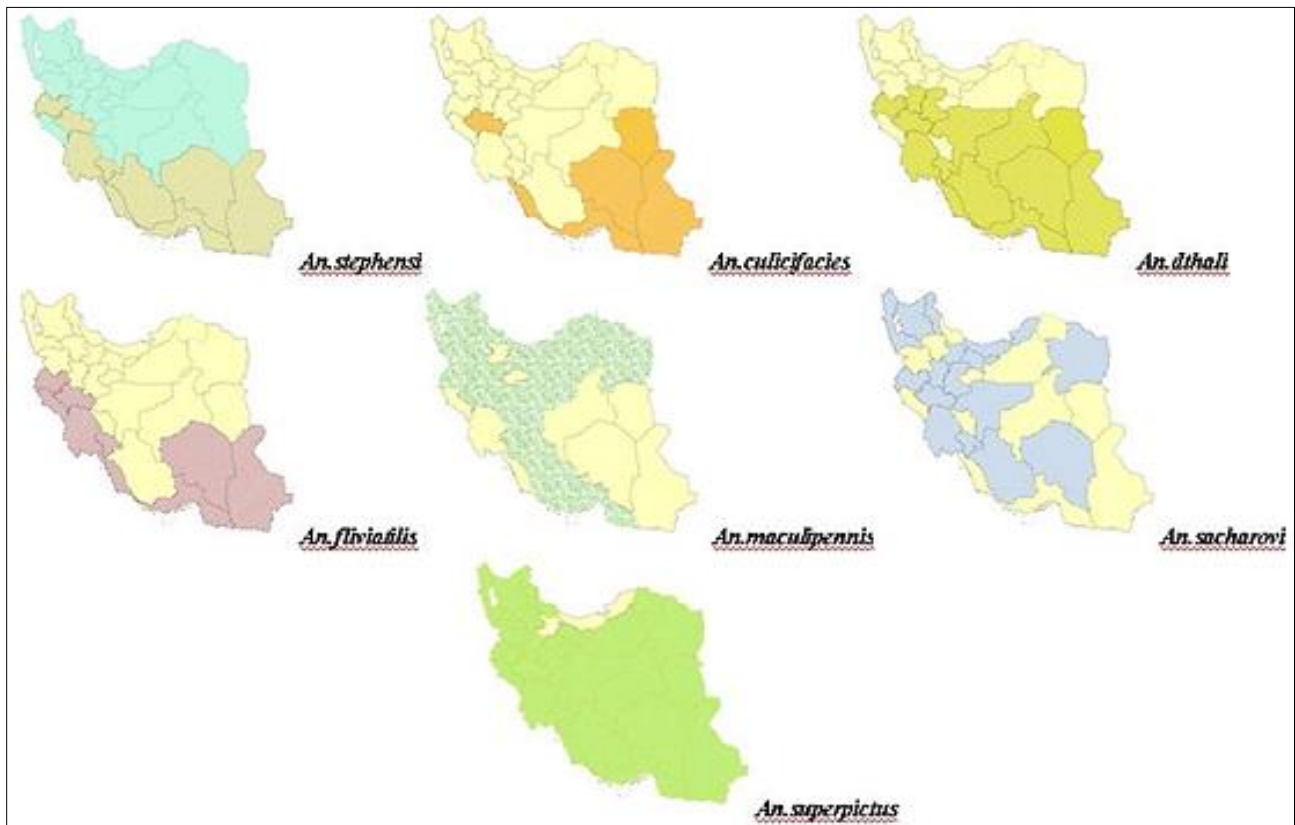 An.stephensi
An.culicifacies
An.dthali
An.fliviatilis
An.maculipennis
An.sacharovi
An.superpictus